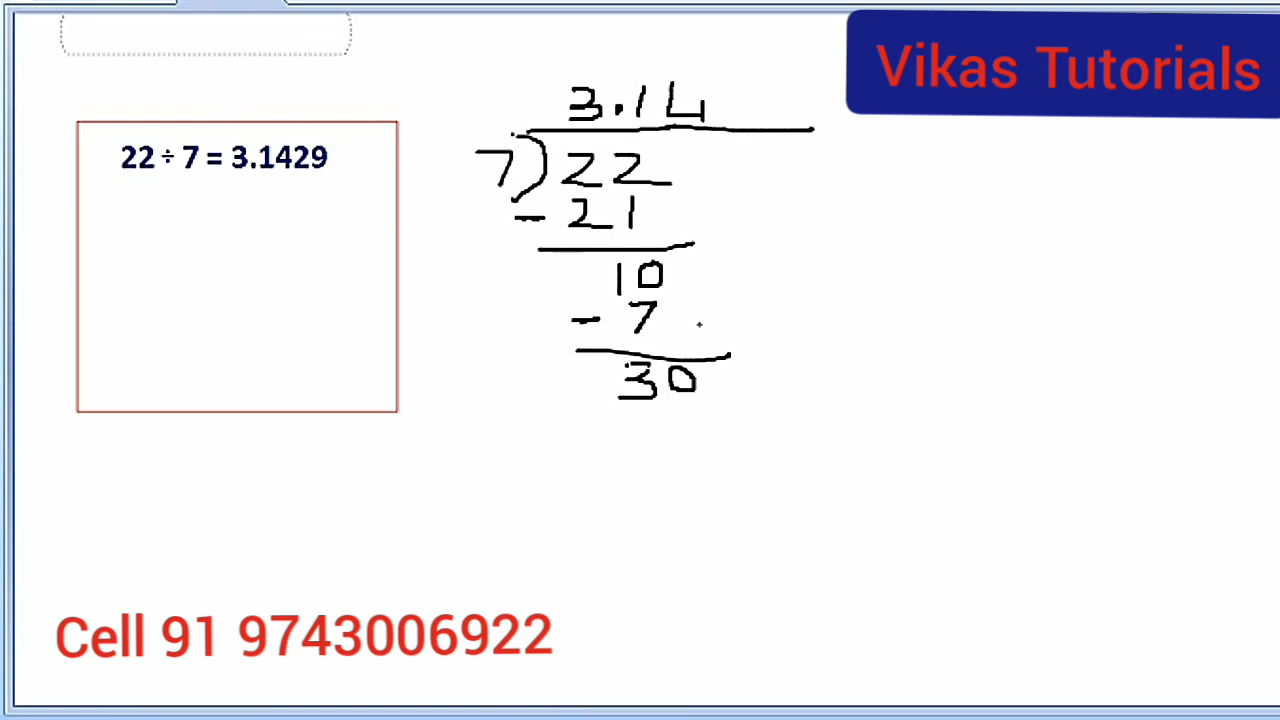 Vikas Tutorials
22 ÷ 7 = 3.1429
3.14
7) 22
- 21
10
- 7
30
Cell 91 9743006922